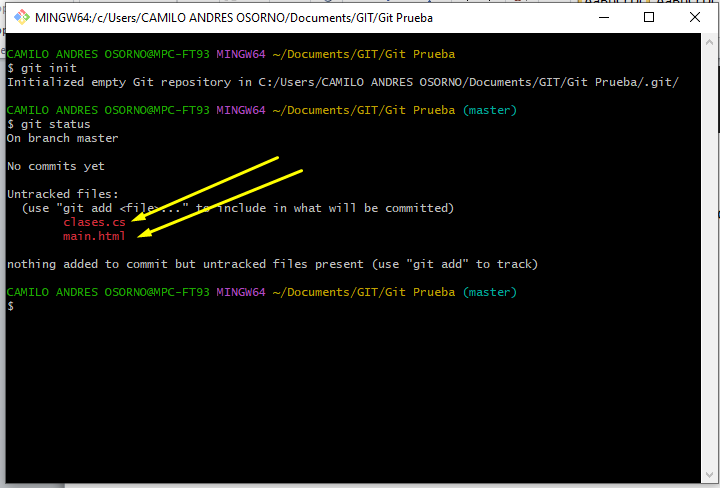 MINGW64:/c/Users/CAMILO ANDRES OSORNO/Documents/GIT/Git Prueba
CAMILO ANDRES OSORNO@MPC-FT93 MINGW64 ~/Documents/GIT/Git Prueba
$ git init
Initialized empty Git repository in C:/Users/CAMILO ANDRES OSORNO/Documents/GIT/Git Prueba/.git/
CAMILO ANDRES OSORNO@MPC-FT93 MINGW64 ~/Documents/GIT/Git Prueba (master)
$ git status
On branch master
No commits yet
Untracked files:
(use "git add <file>..." to include in what will be committed)
clases.cs
main.html
nothing added to commit but untracked files present (use "git add" to track)
CAMILO ANDRES OSORNO@MPC-FT93 MINGW64 ~/Documents/GIT/Git Prueba (master)
$